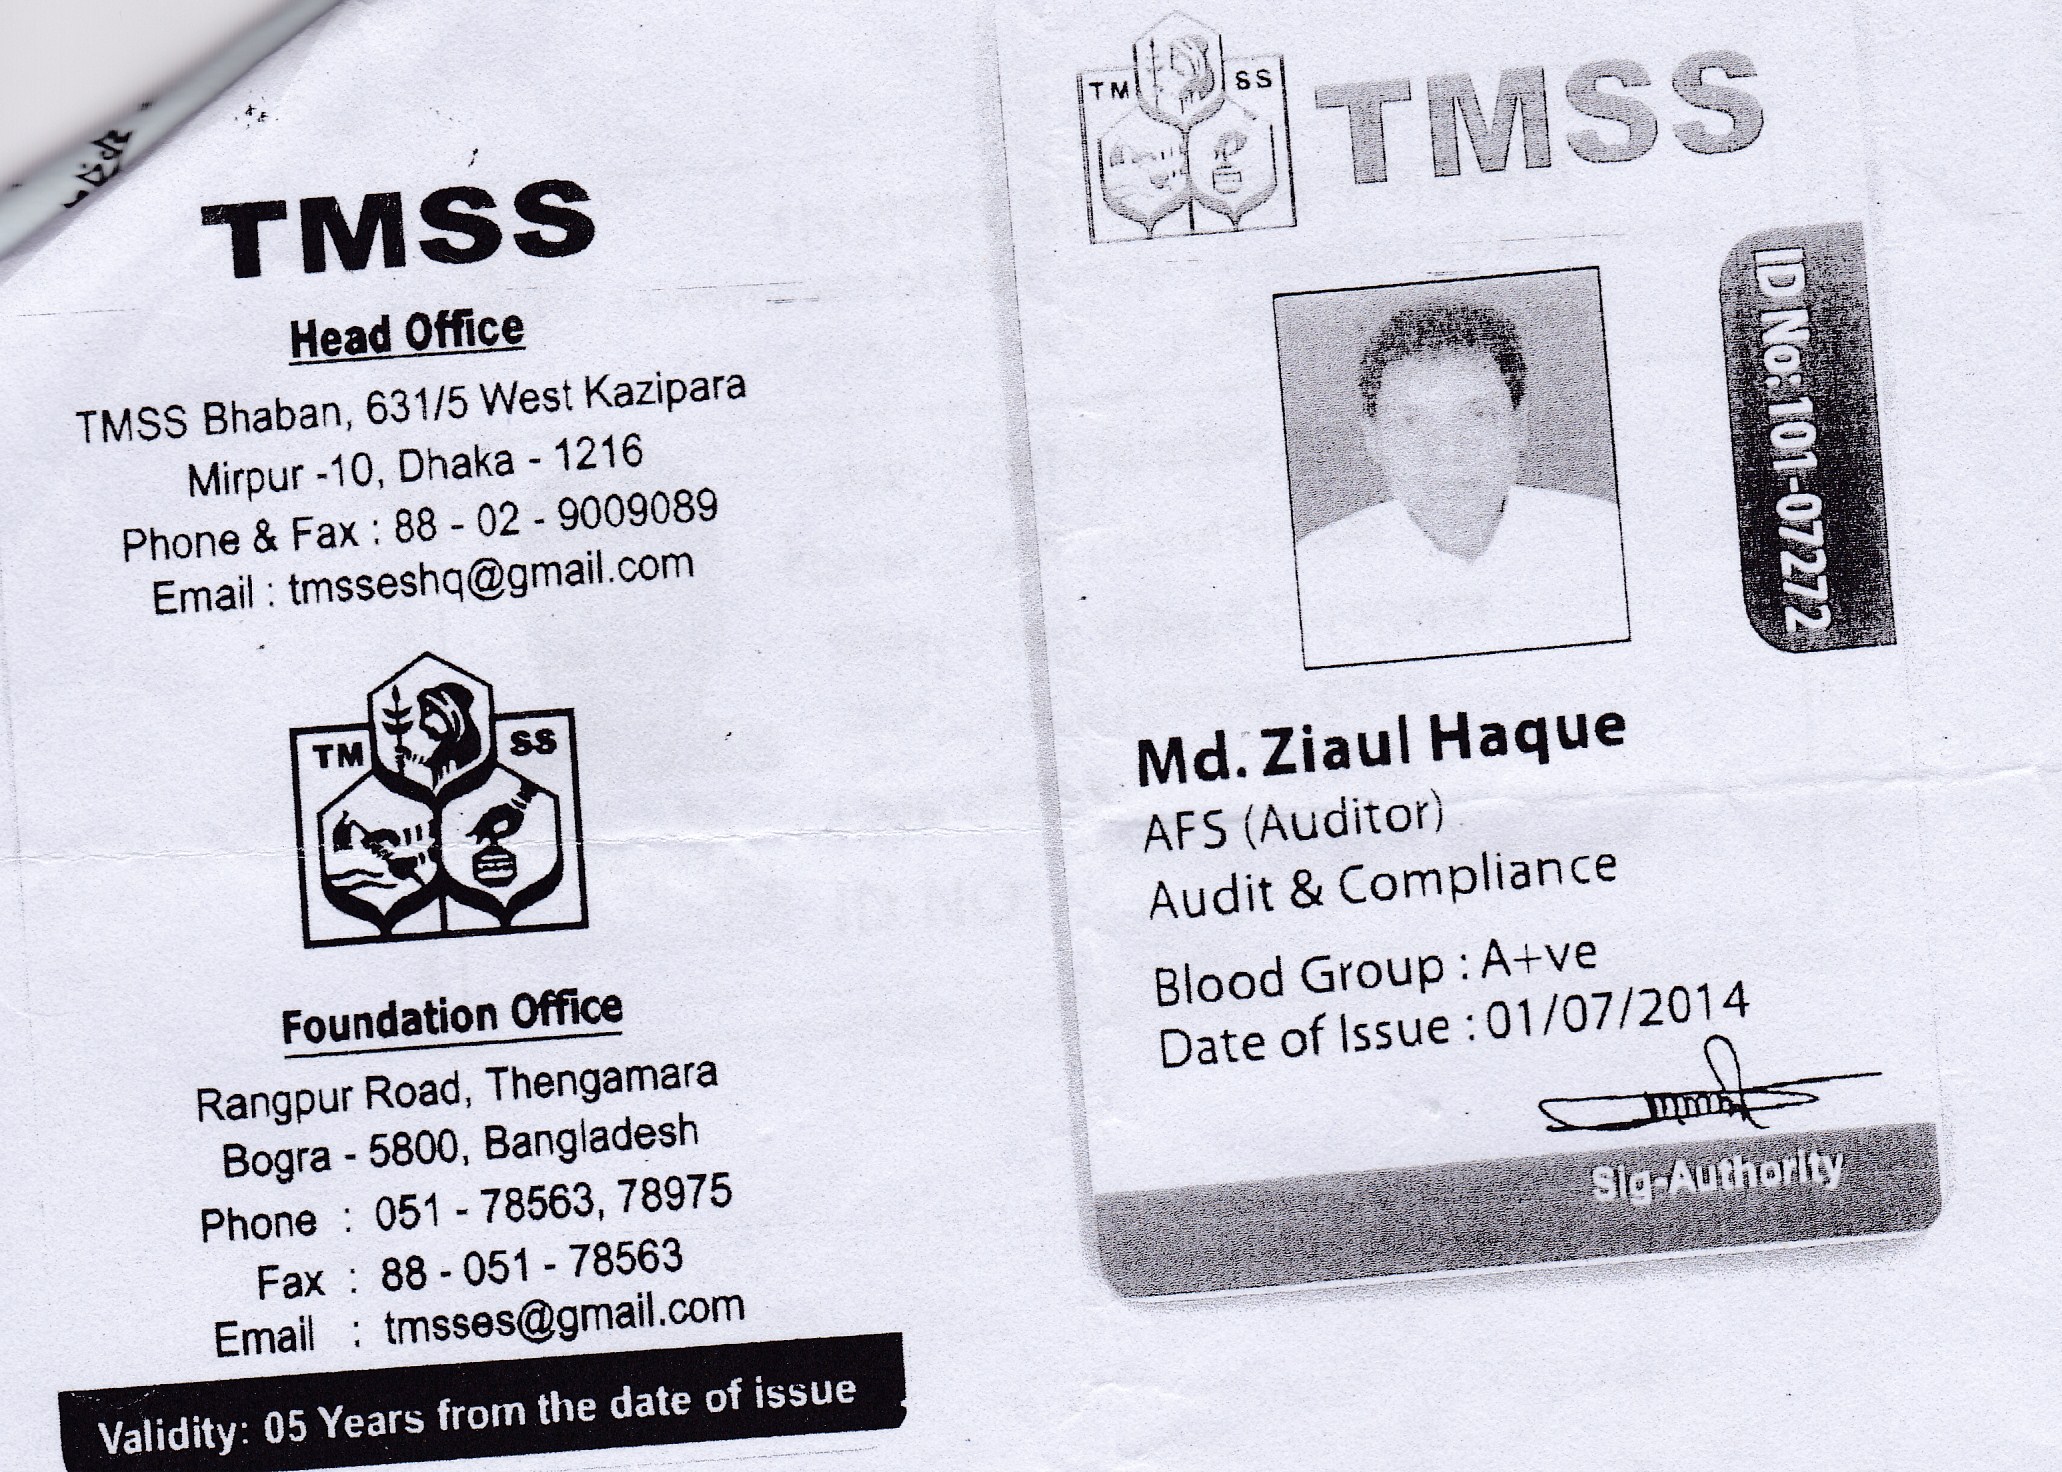 TMSS
Head Office
TMSS Bhaban, 631/5 West Kazipara
Mirpur -10, Dhaka - 1216
Phone & Fax : 88 - 02 - 9009089
Email : tmsseshq@gmail.com
TM SS
Foundation Office
Rangpur Road, Thengamara
Bogra - 5800, Bangladesh
Phone : 051 - 78563, 78975
Fax : 88 - 051 - 78563
Email : tmsses@gmail.com
Validity: 05 Years from the date of issue
TM SS
TMSS
ID No:101-07272
Md. Ziaul Haque
AFS (Auditor)
Audit & Compliance
Blood Group : A+ve
Date of Issue : 01/07/2014
Sig-Authority